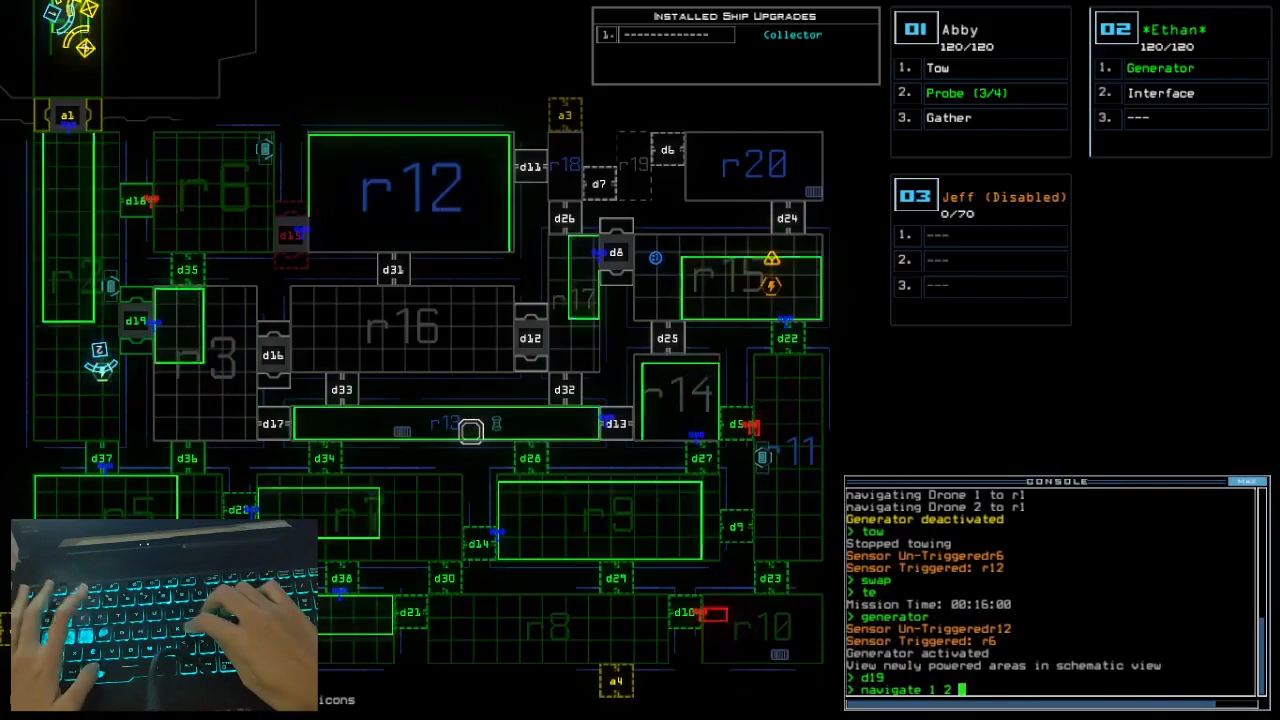 INSTALLED SHIP UPGRADES
1. ------------- Collector
01 Abby
120/120
1. Tow
2. Probe (3/4)
3. Gather
02 *Ethan*
120/120
1. Generator
2. Interface
3. ---
03 Jeff (Disabled)
0/70
1. ---
2. ---
3. ---
a1
a3
d11
r18
r19
d6
r20
d7
r6
r12
d18
d15
d26
d24
d8
r2
d35
d31
r15
r17
d19
r3
d16
r16
d12
d25
d22
2
d33
d32
r14
d17
r13
d13
d5
r11
d37
d36
d34
d28
d27
r5
r7
r9
d14
d9
d38
d30
d29
d23
d21
r8
d10
r10
a4
icons
CONSOLE
MAX
navigating Drone 1 to r1
navigating Drone 2 to r1
Generator deactivated
> tow
Stopped towing
Sensor Un-Triggeredr6
Sensor Triggered: r12
> swap
> te
Mission Time: 00:16:00
> generator
Sensor Un-Triggeredr12
Sensor Triggered: r6
Generator activated
View newly powered areas in schematic view
> d19
> navigate 1 2